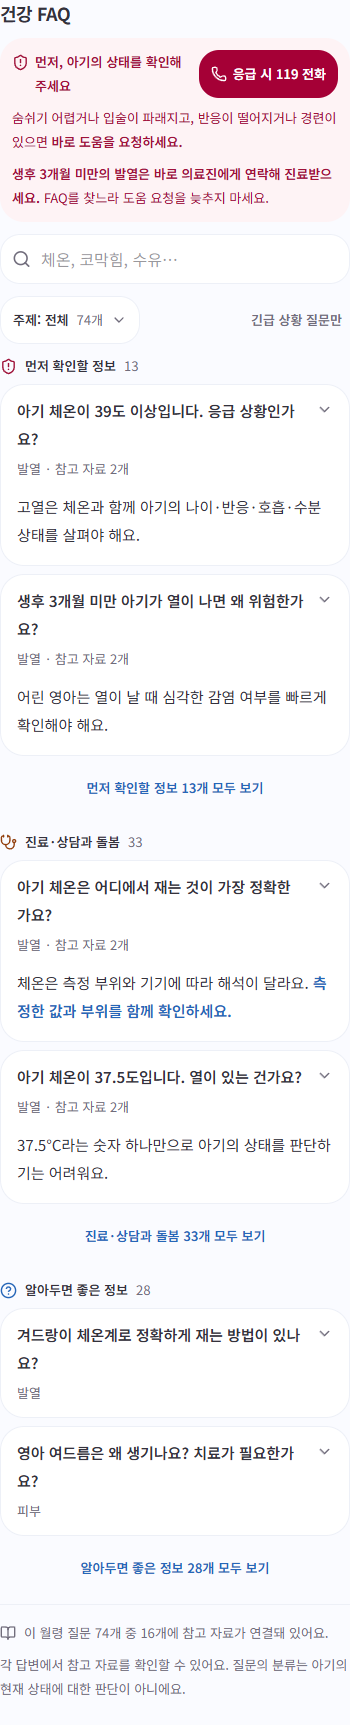 건강 FAQ
먼저, 아기의 상태를 확인해
주세요
응급 시 119 전화
숨쉬기 어렵거나 입술이 파래지고, 반응이 떨어지거나 경련이
있으면 바로 도움을 요청하세요.
생후 3개월 미만의 발열은 바로 의료진에게 연락해 진료받으
세요. FAQ를 찾느라 도움 요청을 늦추지 마세요.
체온, 코막힘, 수유…
주제: 전체 74개
긴급 상황 질문만
먼저 확인할 정보 13
아기 체온이 39도 이상입니다. 응급 상황인가
요?
발열 · 참고 자료 2개
고열은 체온과 함께 아기의 나이·반응·호흡·수분
상태를 살펴야 해요.
생후 3개월 미만 아기가 열이 나면 왜 위험한가
요?
발열 · 참고 자료 2개
어린 영아는 열이 날 때 심각한 감염 여부를 빠르게
확인해야 해요.
먼저 확인할 정보 13개 모두 보기
진료·상담과 돌봄 33
아기 체온은 어디에서 재는 것이 가장 정확한
가요?
발열 · 참고 자료 2개
체온은 측정 부위와 기기에 따라 해석이 달라요. 측
정한 값과 부위를 함께 확인하세요.
아기 체온이 37.5도입니다. 열이 있는 건가요?
발열 · 참고 자료 2개
37.5°C라는 숫자 하나만으로 아기의 상태를 판단하
기는 어려워요.
진료·상담과 돌봄 33개 모두 보기
알아두면 좋은 정보 28
겨드랑이 체온계로 정확하게 재는 방법이 있나
요?
발열
영아 여드름은 왜 생기나요? 치료가 필요한가
요?
피부
알아두면 좋은 정보 28개 모두 보기
이 월령 질문 74개 중 16개에 참고 자료가 연결돼 있어요.
각 답변에서 참고 자료를 확인할 수 있어요. 질문의 분류는 아기의
현재 상태에 대한 판단이 아니에요.